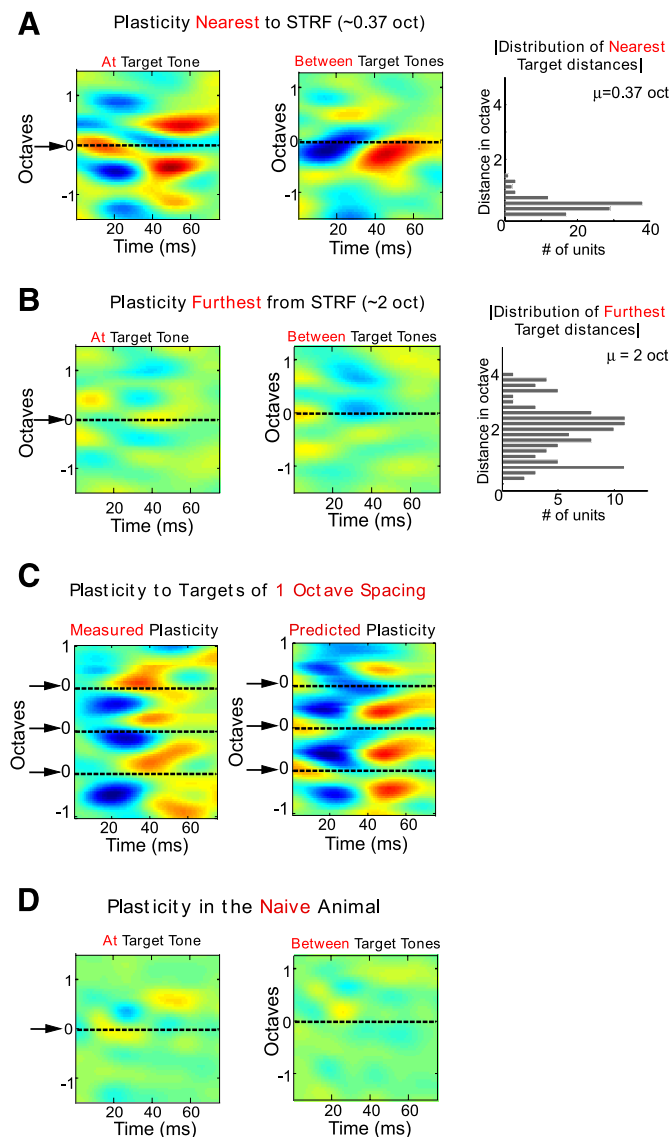 A
Plasticity Nearest to STRF (~0.37 oct)
At Target Tone
Between Target Tones
|Distribution of Nearest
Target distances|
μ=0.37 oct
Octaves
1
0
-1
20 40 60
Time (ms)
Octaves
1
0
-1
20 40 60
Time (ms)
Distance in octave
4
2
0
0 20 40
# of units
B
Plasticity Furthest from STRF (~2 oct)
At Target Tone
Between Target Tones
|Distribution of Furthest
Target distances|
μ = 2 oct
Octaves
1
0
-1
20 40 60
Time (ms)
Octaves
1
0
-1
20 40 60
Time (ms)
Distance in octave
4
2
0
0 5 10
# of units
C
Plasticity to Targets of 1 Octave Spacing
Measured Plasticity
Predicted Plasticity
Octaves
1
0
0
0
-1
20 40 60
Time (ms)
Octaves
1
0
0
0
-1
20 40 60
Time (ms)
D
Plasticity in the Naive Animal
At Target Tone
Between Target Tones
Octaves
1
0
-1
20 40 60
Time (ms)
Octaves
1
0
-1
20 40 60
Time (ms)